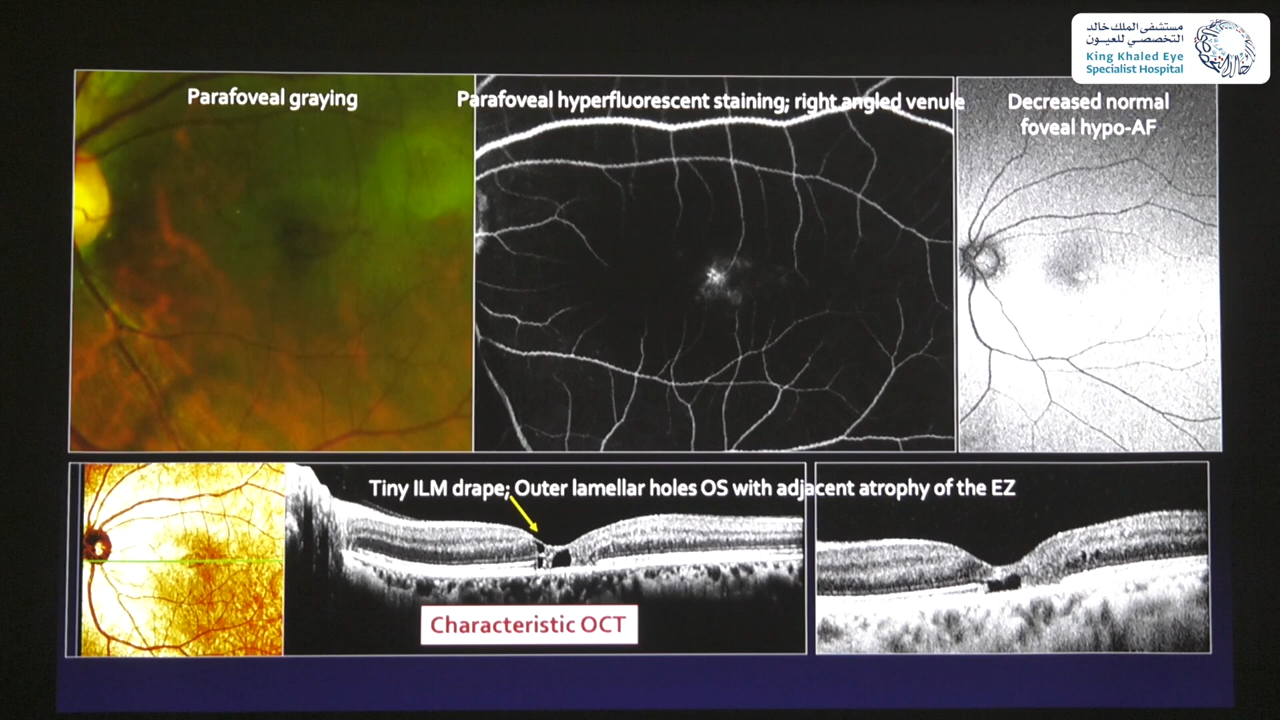 مستشفى الملك خالد
التخصصي للعيون
King Khaled Eye
Specialist Hospital
Parafoveal graying
Parafoveal hyperfluorescent staining; right angled venule
Decreased normal
foveal hypo-AF
Tiny ILM drape; Outer lamellar holes OS with adjacent atrophy of the EZ
Characteristic OCT